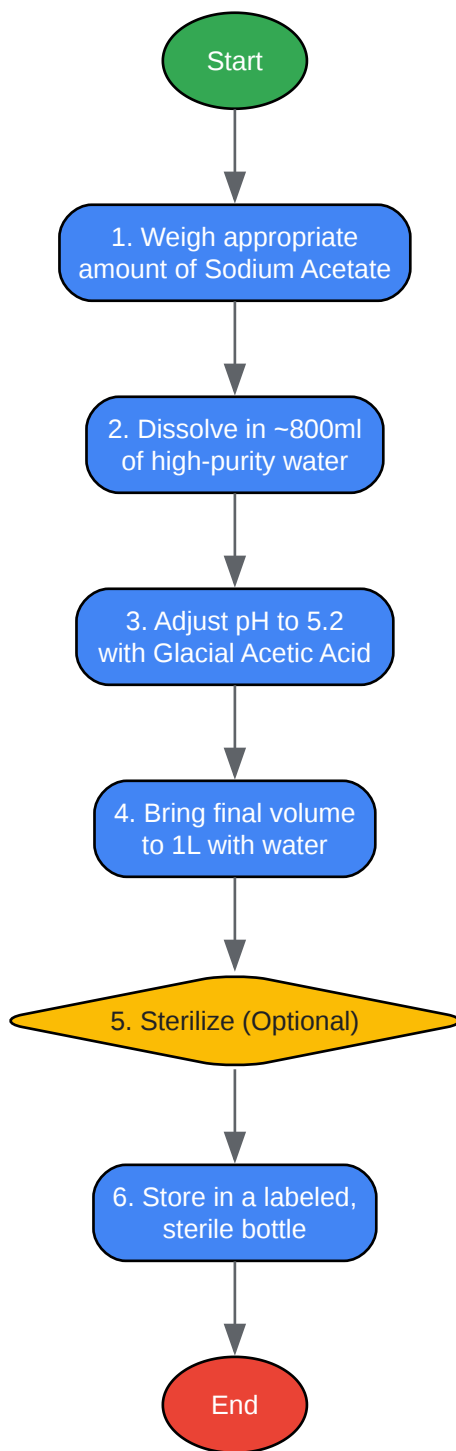 Start
1. Weigh appropriate
amount of Sodium Acetate
2. Dissolve in ~800ml
of high-purity water
3. Adjust pH to 5.2
with Glacial Acetic Acid
4. Bring final volume
to 1L with water
5. Sterilize (Optional)
6. Store in a labeled,
sterile bottle
End